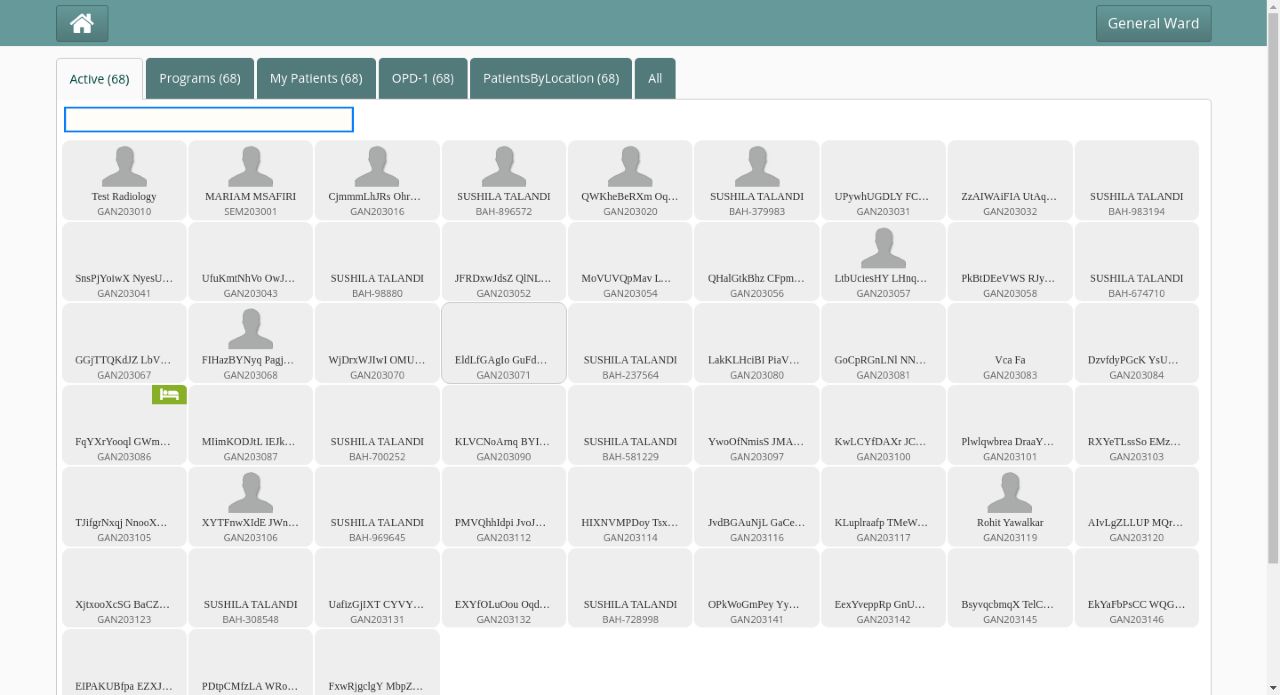 General Ward
Active (68)
Programs (68)
My Patients (68)
OPD-1 (68)
PatientsByLocation (68)
All
Test Radiology
GAN203010
MARIAM MSAFIRI
SEM203001
CjmmmLhJRs Ohr…
GAN203016
SUSHILA TALANDI
BAH-896572
QWKheBeRXm Oq…
GAN203020
SUSHILA TALANDI
BAH-379983
UPywhUGDLY FC…
GAN203031
ZzAIWAiFIA UtAq…
GAN203032
SUSHILA TALANDI
BAH-983194
SnsPjYoiwX NyesU…
GAN203041
UfuKmtNhVo OwJ…
GAN203043
SUSHILA TALANDI
BAH-98880
JFRDxwJdsZ QlNL…
GAN203052
MoVUVQpMav L…
GAN203054
QHalGtkBhz CFpm…
GAN203056
LtbUciesHY LHnq…
GAN203057
PkBtDEeVWS RJy…
GAN203058
SUSHILA TALANDI
BAH-674710
GGjTTQKdJZ LbV…
GAN203067
FIHazBYNyq Pagj…
GAN203068
WjDrxWJIwI OMU…
GAN203070
EldLfGAgIo GuFd…
GAN203071
SUSHILA TALANDI
BAH-237564
LakKLHciBI PiaV…
GAN203080
GoCpRGnLNl NN…
GAN203081
Vca Fa
GAN203083
DzvfdyPGcK YsU…
GAN203084
FqYXrYooql GWm…
GAN203086
MIimKODJtL IEJk…
GAN203087
SUSHILA TALANDI
BAH-700252
KLVCNoArnq BYI…
GAN203090
SUSHILA TALANDI
BAH-581229
YwoOfNmisS JMA…
GAN203097
KwLCYfDAXr JC…
GAN203100
Plwlqwbrea DraaY…
GAN203101
RXYeTLssSo EMz…
GAN203103
TJifgrNxqj NnooX…
GAN203105
XYTFnwXIdE JWn…
GAN203106
SUSHILA TALANDI
BAH-969645
PMVQhhIdpi JvoJ…
GAN203112
HIXNVMPDoy Tsx…
GAN203114
JvdBGAuNjL GaCe…
GAN203116
KLuplraafp TMeW…
GAN203117
Rohit Yawalkar
GAN203119
AIvLgZLLUP MQr…
GAN203120
XjtxooXcSG BaCZ…
GAN203123
SUSHILA TALANDI
BAH-308548
UafizGjIXT CYVY…
GAN203131
EXYfOLuOou Oqd…
GAN203132
SUSHILA TALANDI
BAH-728998
OPkWoGmPey Yy…
GAN203141
EexYveppRp GnU…
GAN203142
BsyvqcbmqX TelC…
GAN203145
EkYaFbPsCC WQG…
GAN203146
EIPAKUBfpa EZXJ…
PDtpCMfzLA WRo…
FxwRjgclgY MbpZ…